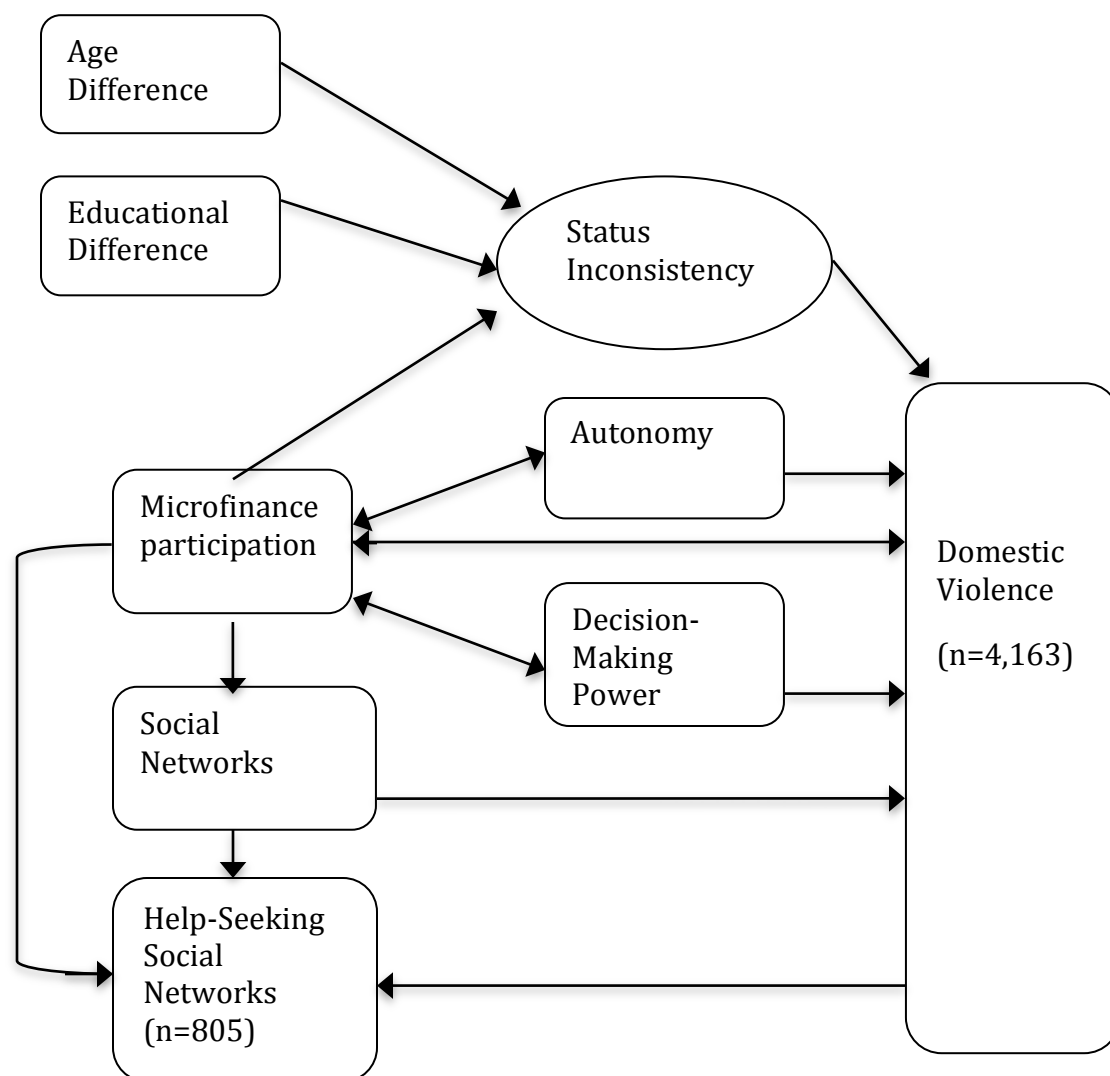 Age
Difference
Educational
Difference
Status
Inconsistency
Autonomy
Microfinance
participation
Domestic
Violence
(n=4,163)
Decision-
Making
Power
Social
Networks
Help-Seeking
Social
Networks
(n=805)